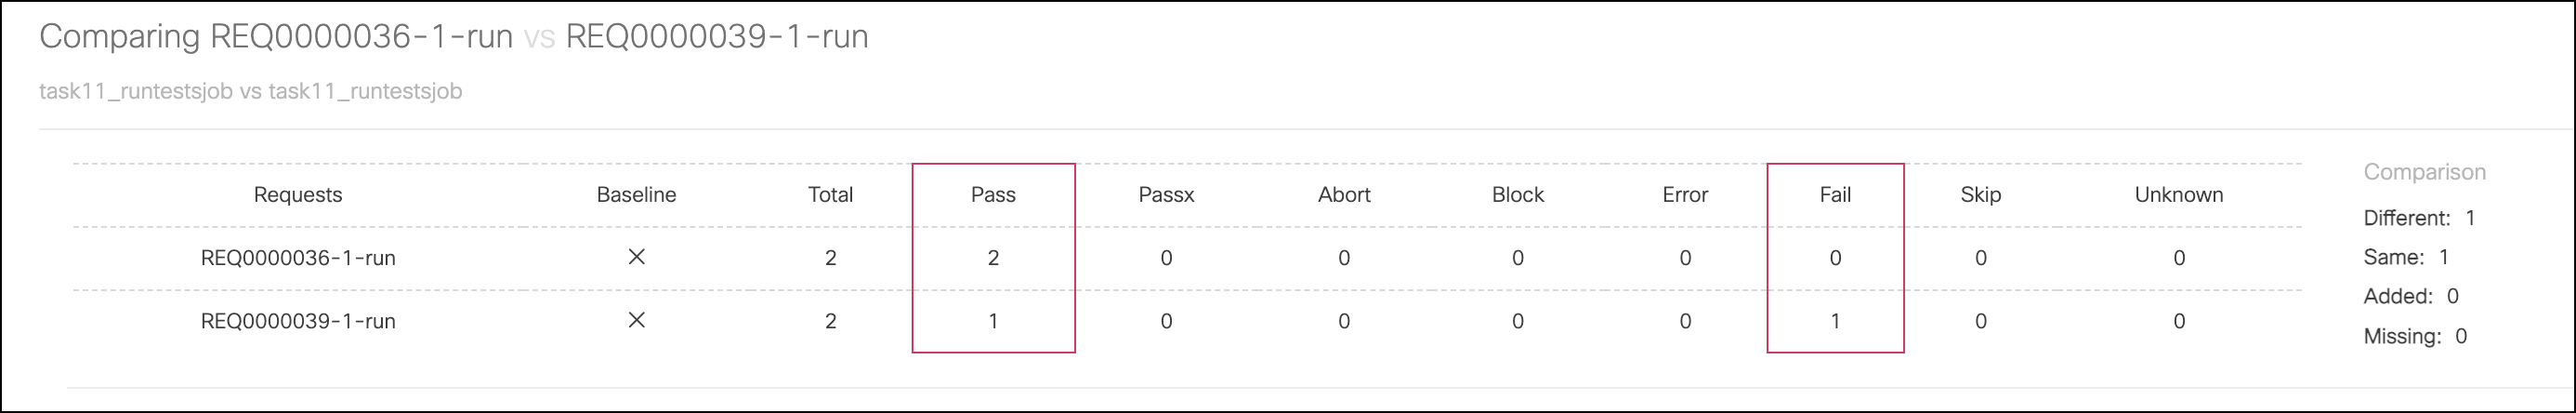 Comparing REQ0000036-1-run vs REQ0000039-1-run
task11_runtestsjob vs task11_runtestsjob
Requests Baseline Total Pass Passx Abort Block Error Fail Skip Unknown
REQ0000036-1-run 2 2 0 0 0 0 0 0 0
REQ0000039-1-run 2 1 0 0 0 0 1 0 0
Comparison
Different: 1
Same: 1
Added: 0
Missing: 0